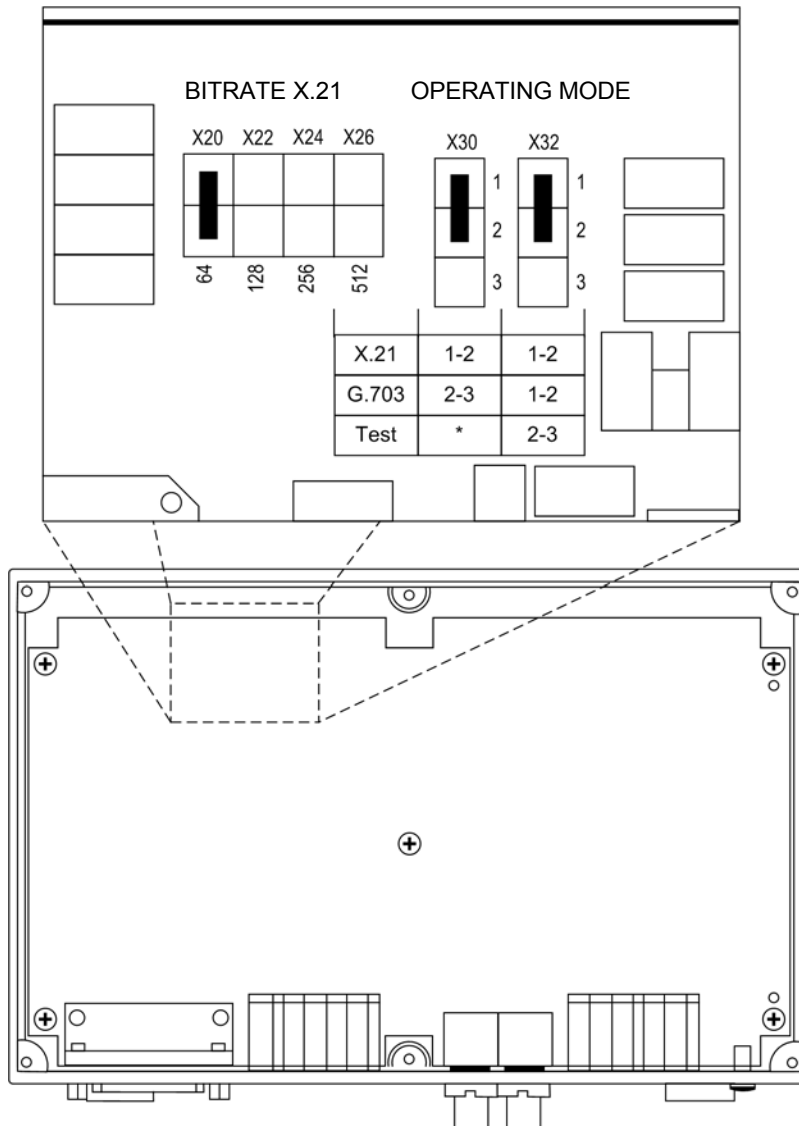 BITRATE X.21 OPERATING MODE
X20 X22 X24 X26 X30 X32
1 1
2 2
3 3
64 128 256 512
X.21 1-2 1-2
G.703 2-3 1-2
Test * 2-3